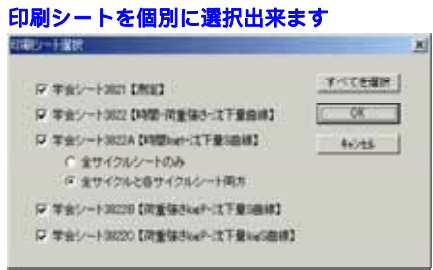 印刷シートを個別に選択出来ます
印刷シート選択
学会シート3821【測定】
すべてを選択
学会シート3822【時間-荷重強さ-沈下量曲線】
OK
学会シート3822A【時間logt-沈下量S曲線】
キャンセル
全サイクルシートのみ
全サイクルと各サイクルシート両方
学会シート3822B【荷重強さlogP-沈下量S曲線】
学会シート3822C【荷重強さlogP-沈下量logS曲線】